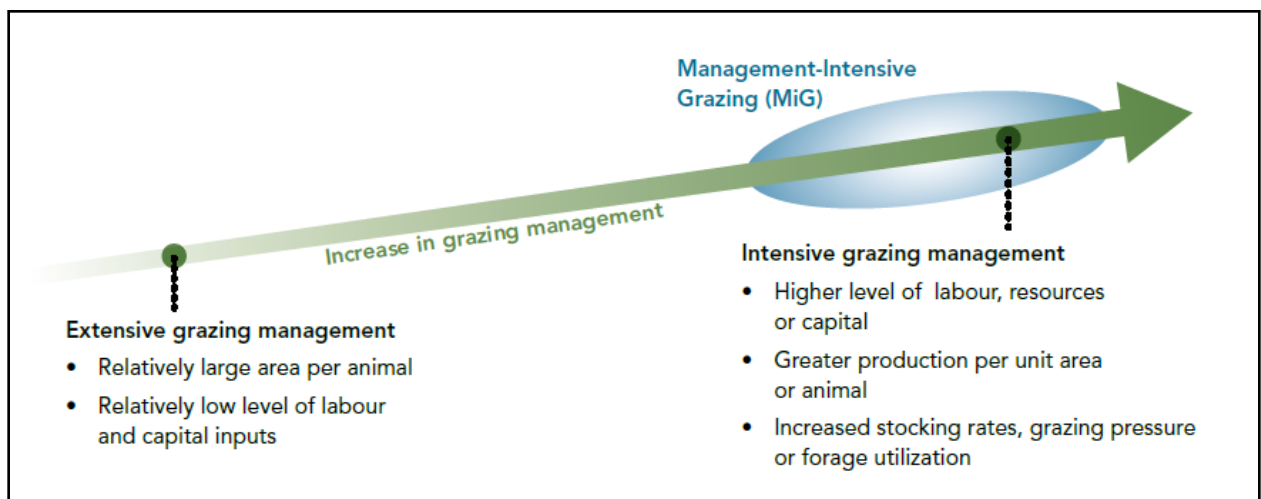 Management-Intensive
Grazing (MiG)
Increase in grazing management
Extensive grazing management
• Relatively large area per animal
• Relatively low level of labour
and capital inputs
Intensive grazing management
• Higher level of labour, resources
or capital
• Greater production per unit area
or animal
• Increased stocking rates, grazing pressure
or forage utilization